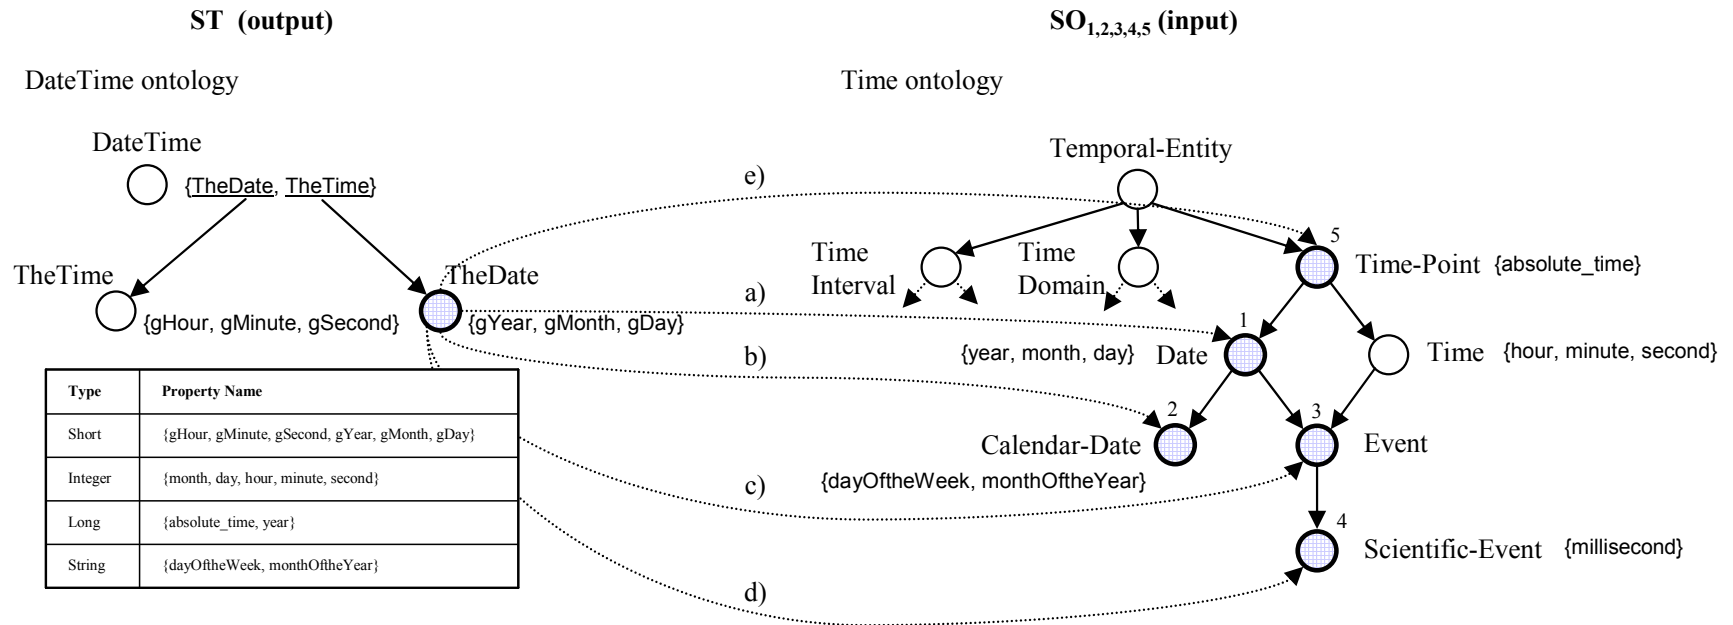 ST (output)
SO1,2,3,4,5 (input)
DateTime ontology
Time ontology
DateTime
{TheDate, TheTime}
Temporal-Entity
e)
5
Time
Interval
Time
Domain
Time-Point {absolute_time}
TheTime
{gHour, gMinute, gSecond}
TheDate
{gYear, gMonth, gDay}
a)
1
{year, month, day} Date
Time {hour, minute, second}
b)
2
3
Calendar-Date
{dayOftheWeek, monthOftheYear}
Event
c)
4
Scientific-Event {millisecond}
d)
Type Property Name
Short {gHour, gMinute, gSecond, gYear, gMonth, gDay}
Integer {month, day, hour, minute, second}
Long {absolute_time, year}
String {dayOftheWeek, monthOftheYear}